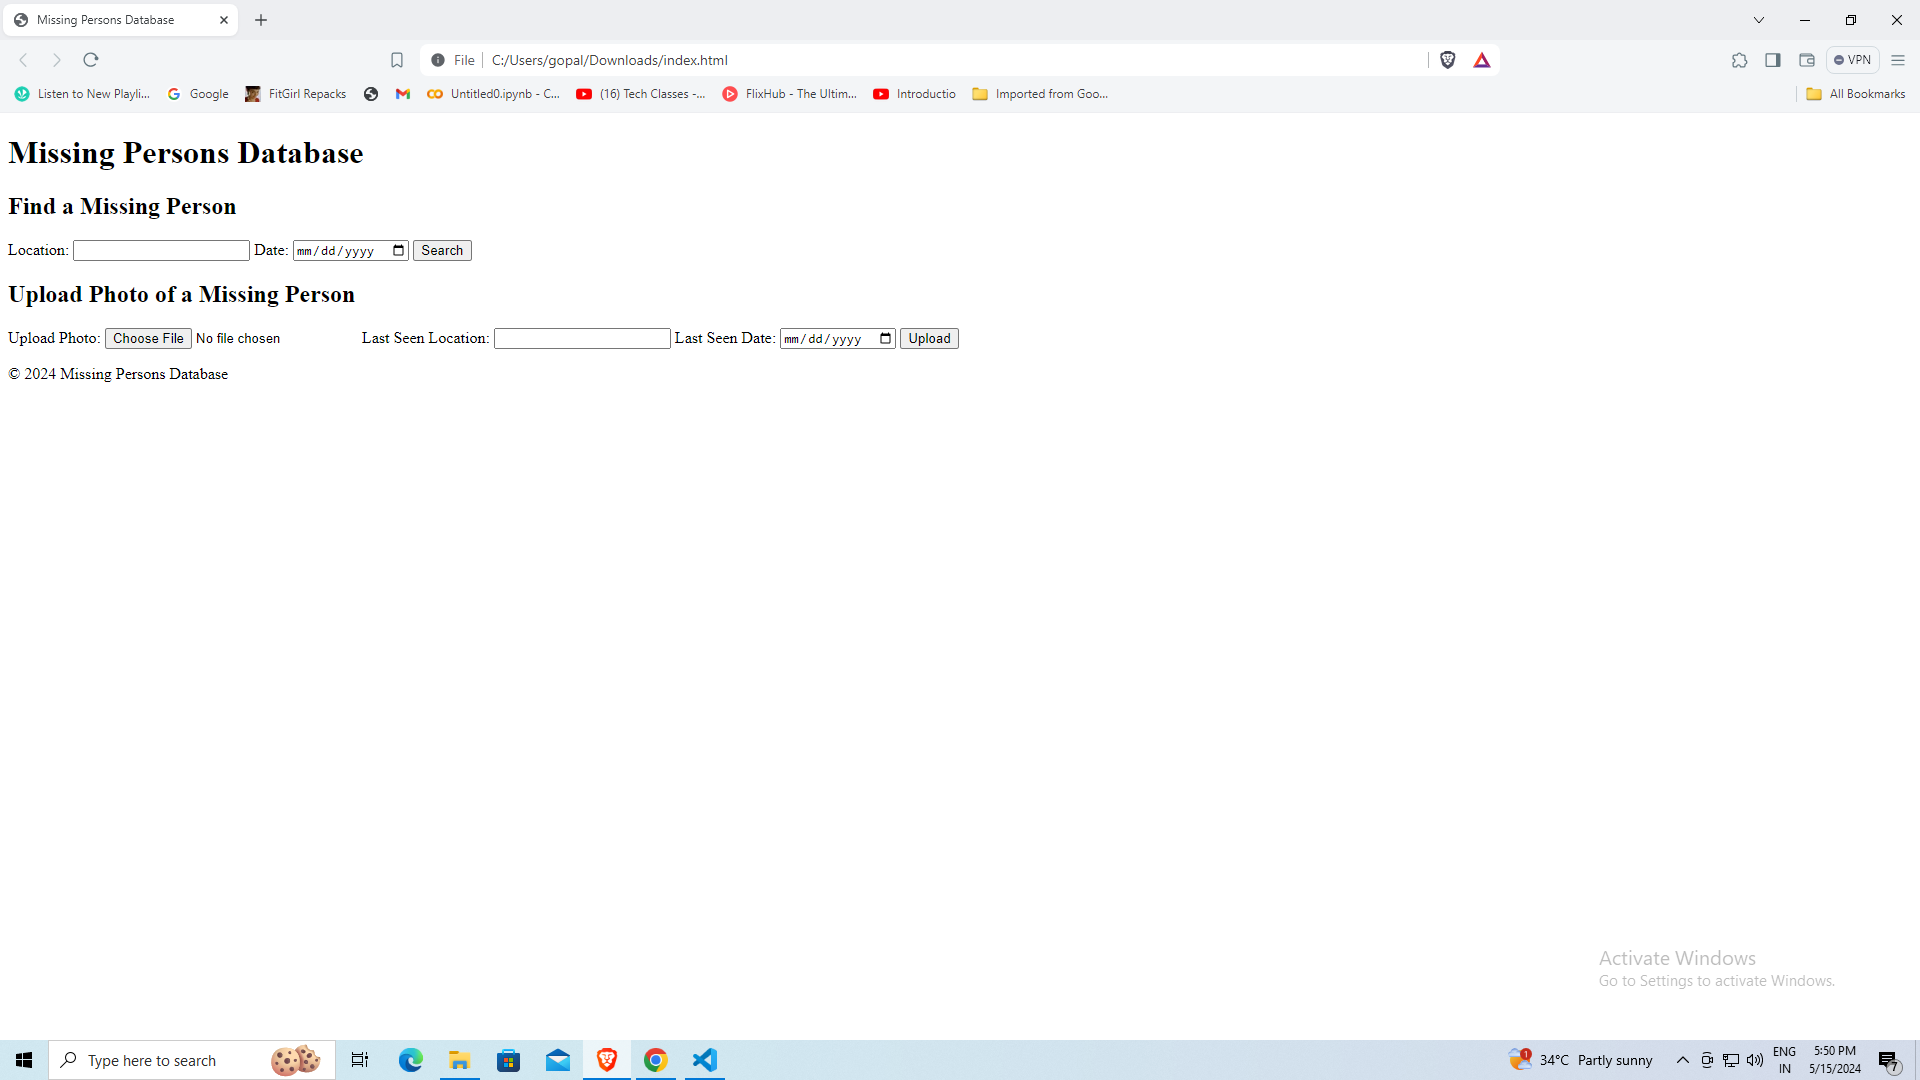 Missing Persons Database
File
C:/Users/gopal/Downloads/index.html
VPN
Listen to New Playli...
Google
FitGirl Repacks
Untitled0.ipynb - C...
(16) Tech Classes -...
FlixHub - The Ultim...
Introductio
Imported from Goo...
All Bookmarks
Missing Persons Database
Find a Missing Person
Location: Date: mm/dd/yyyy Search
Upload Photo of a Missing Person
Upload Photo: Choose File No file chosen Last Seen Location: Last Seen Date: mm/dd/yyyy Upload
© 2024 Missing Persons Database
Activate Windows
Go to Settings to activate Windows.
Type here to search
1
34°C Partly sunny
ENG
IN
5:50 PM
5/15/2024
7